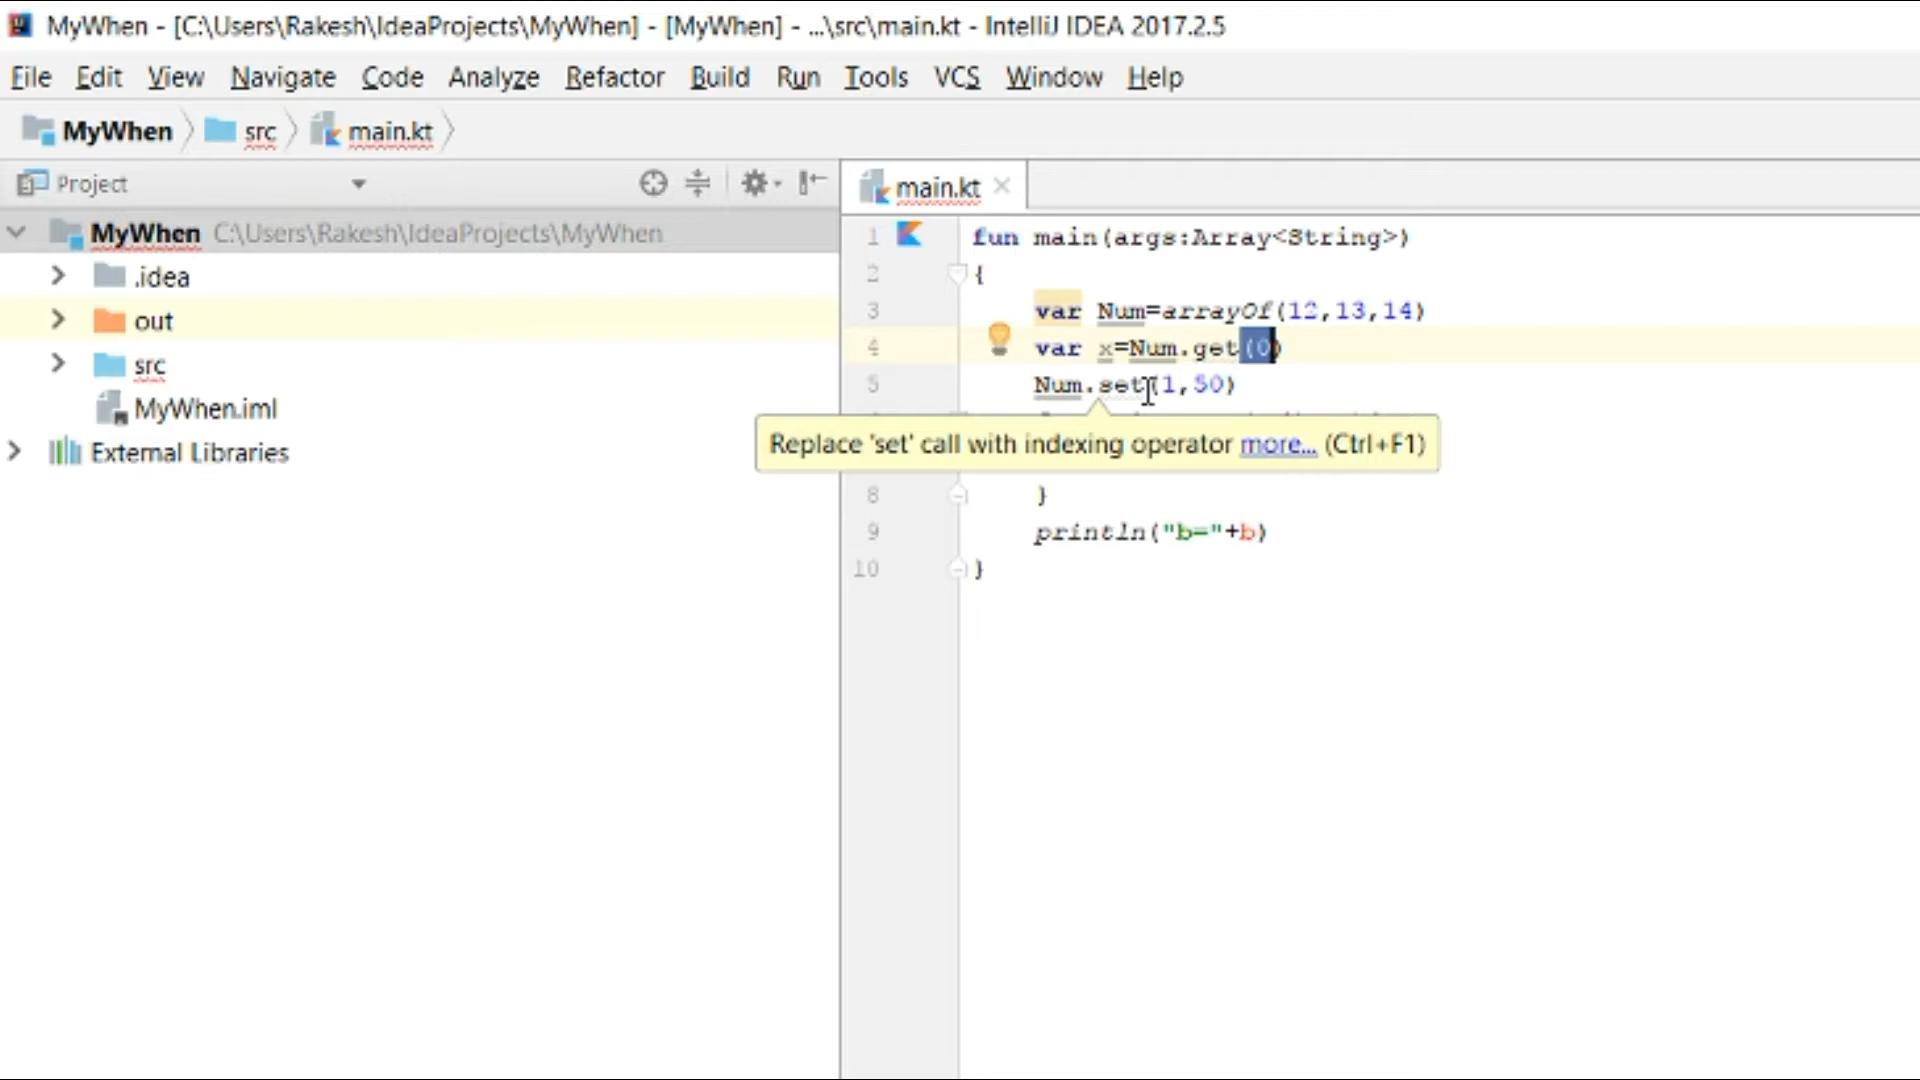 MyWhen - [C:\Users\Rakesh\IdeaProjects\MyWhen] - [MyWhen] - ...\src\main.kt - IntelliJ IDEA 2017.2.5
File Edit View Navigate Code Analyze Refactor Build Run Tools VCS Window Help
MyWhen src main.kt
Project
MyWhen C:\Users\Rakesh\IdeaProjects\MyWhen
.idea
out
src
MyWhen.iml
External Libraries
main.kt
1 fun main(args:Array<String>)
2 {
3 var Num=arrayOf(12,13,14)
4 var x=Num.get(0)
5 Num.set(1,50)
Replace 'set' call with indexing operator more... (Ctrl+F1)
8 }
9 println("b="+b)
10 }